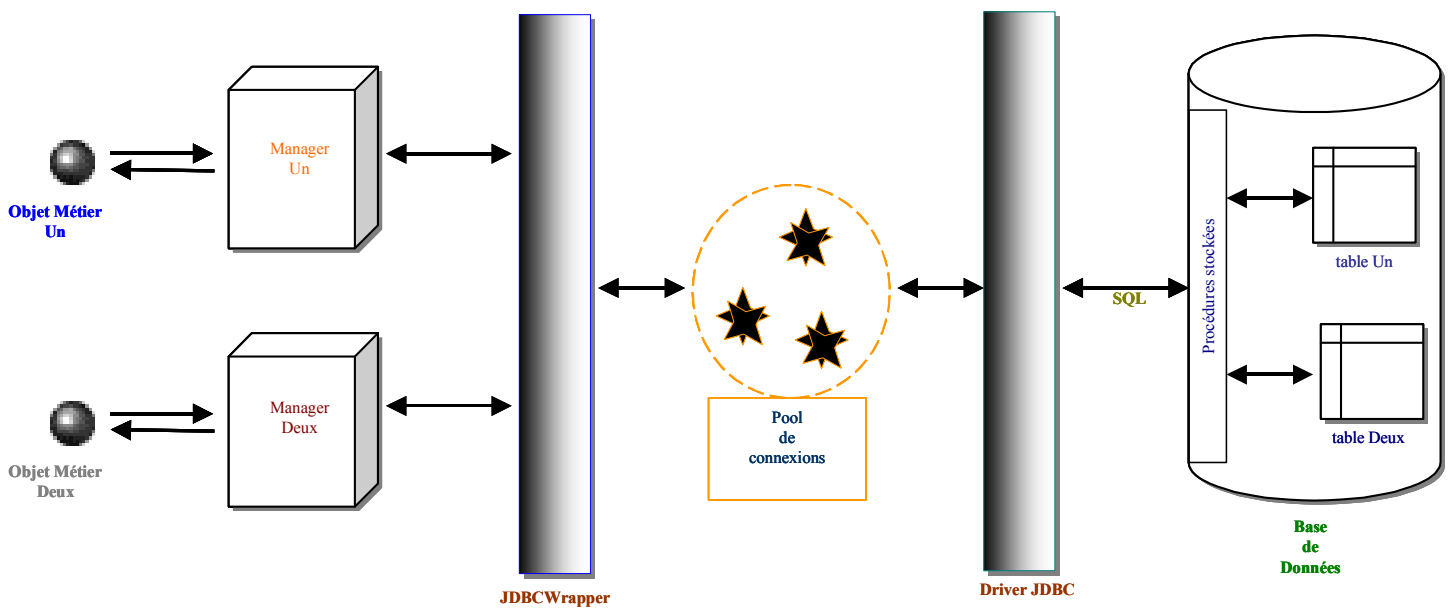 Objet Métier
Un
Manager
Un
Objet Métier
Deux
Manager
Deux
JDBCWrapper
Pool
de
connexions
Driver JDBC
SQL
Procédures stockées
table Un
table Deux
Base
de
Données